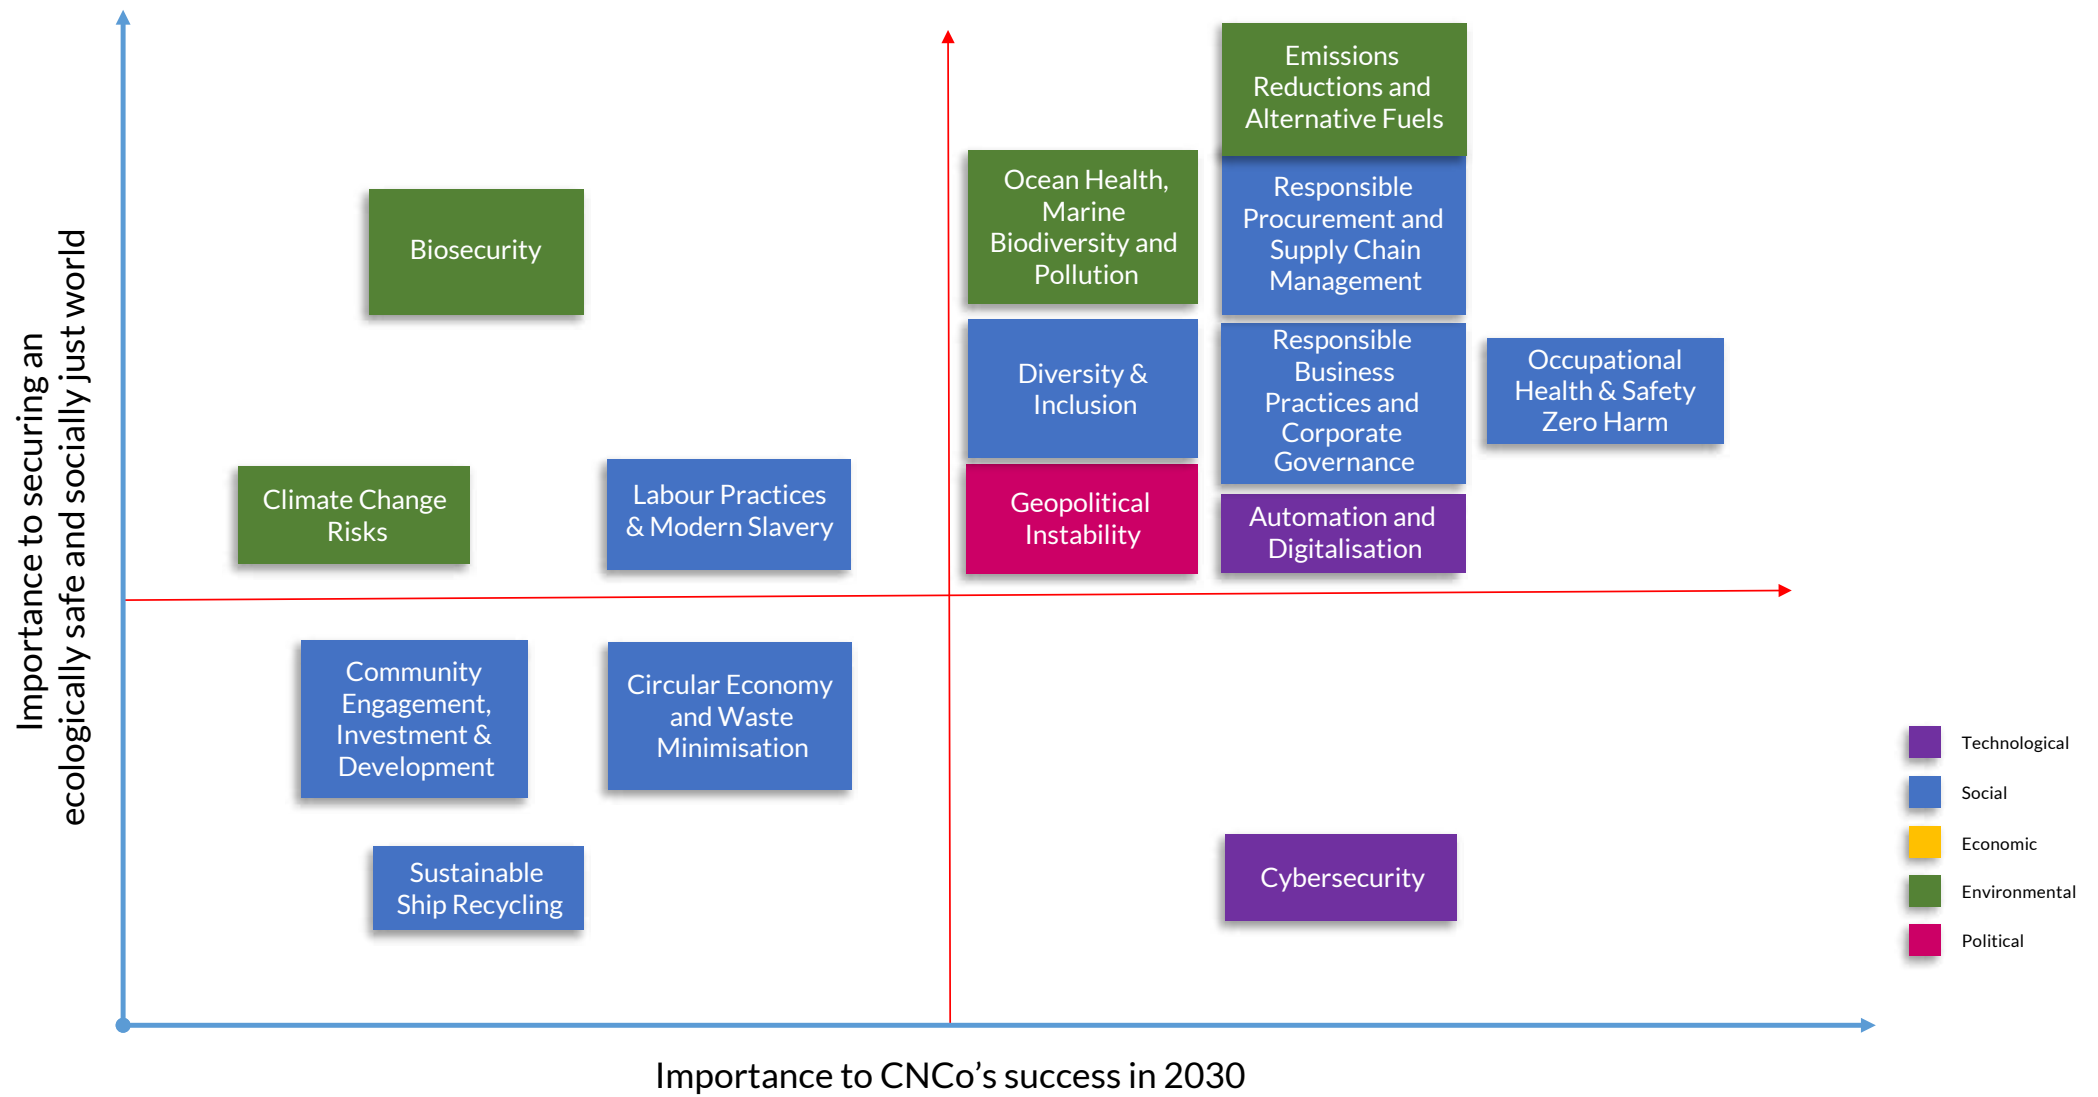 Importance to securing an
ecologically safe and socially just world
Emissions
Reductions and
Alternative Fuels
Ocean Health,
Marine
Biodiversity and
Pollution
Responsible
Procurement and
Supply Chain
Management
Biosecurity
Diversity &
Inclusion
Responsible
Business
Practices and
Corporate
Governance
Occupational
Health & Safety
Zero Harm
Climate Change
Risks
Labour Practices
& Modern Slavery
Geopolitical
Instability
Automation and
Digitalisation
Community
Engagement,
Investment &
Development
Circular Economy
and Waste
Minimisation
Sustainable
Ship Recycling
Cybersecurity
Technological
Social
Economic
Environmental
Political
Importance to CNCo’s success in 2030